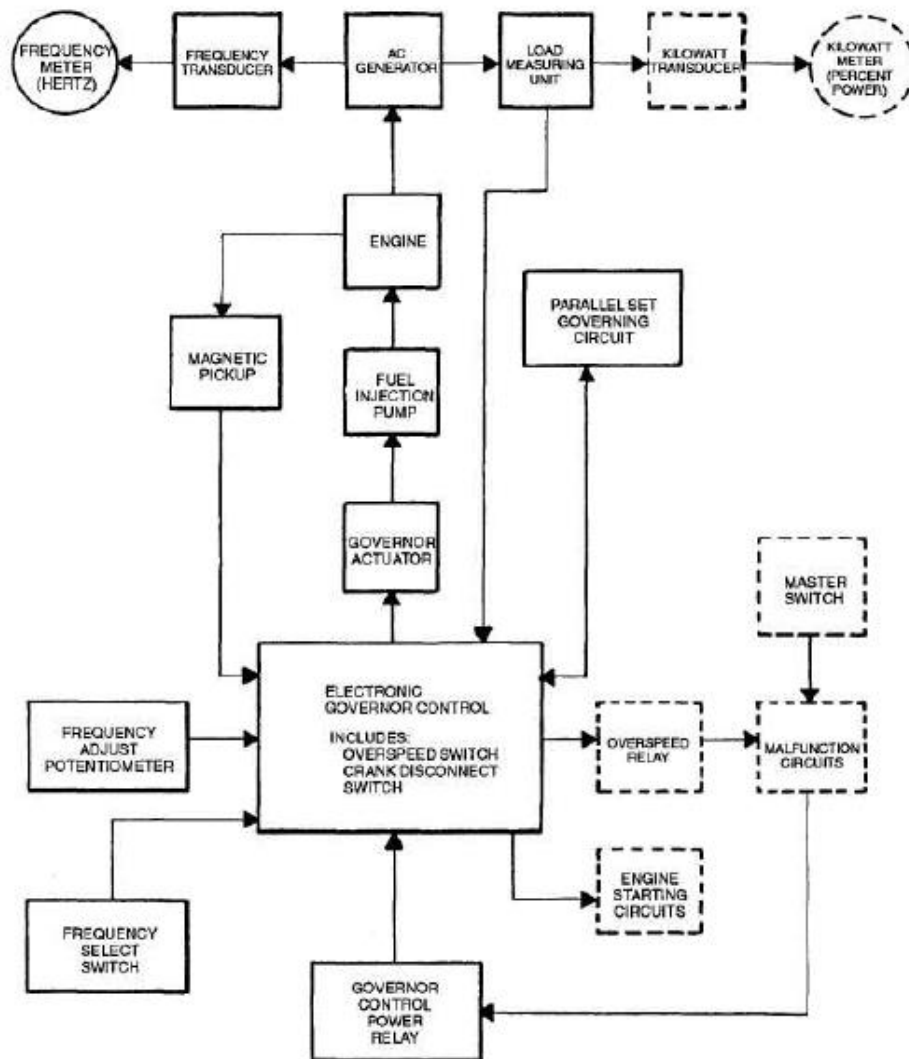 FREQUENCY
METER
(HERTZ)
FREQUENCY
TRANSDUCER
AC
GENERATOR
LOAD
MEASURING
UNIT
KILOWATT
TRANSDUCER
KILOWATT
METER
(PERCENT
POWER)
ENGINE
MAGNETIC
PICKUP
PARALLEL SET
GOVERNING
CIRCUIT
FUEL
INJECTION
PUMP
GOVERNOR
ACTUATOR
MASTER
SWITCH
FREQUENCY
ADJUST
POTENTIOMETER
ELECTRONIC
GOVERNOR CONTROL
INCLUDES:
OVERSPEED SWITCH
CRANK DISCONNECT
SWITCH
OVERSPEED
RELAY
MALFUNCTION
CIRCUITS
ENGINE
STARTING
CIRCUITS
FREQUENCY
SELECT
SWITCH
GOVERNOR
CONTROL
POWER
RELAY